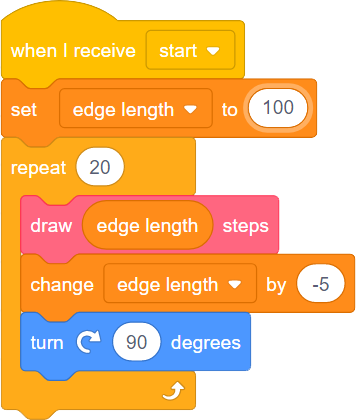 when I receive start
set edge length to 100
repeat 20
draw edge length steps
change edge length by -5
turn 90 degrees